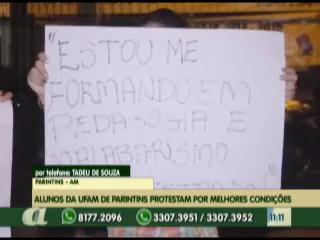 "ESTOU ME
FORMANDO EM
PEDAGOGIA E
MALABARISMO
por telefone: TADEU DE SOUZA
PARINTINS - AM
ALUNOS DA UFAM DE PARINTINS PROTESTAM POR MELHORES CONDIÇÕES
a 8177.2096 3307.3951 / 3307.3952 11:11